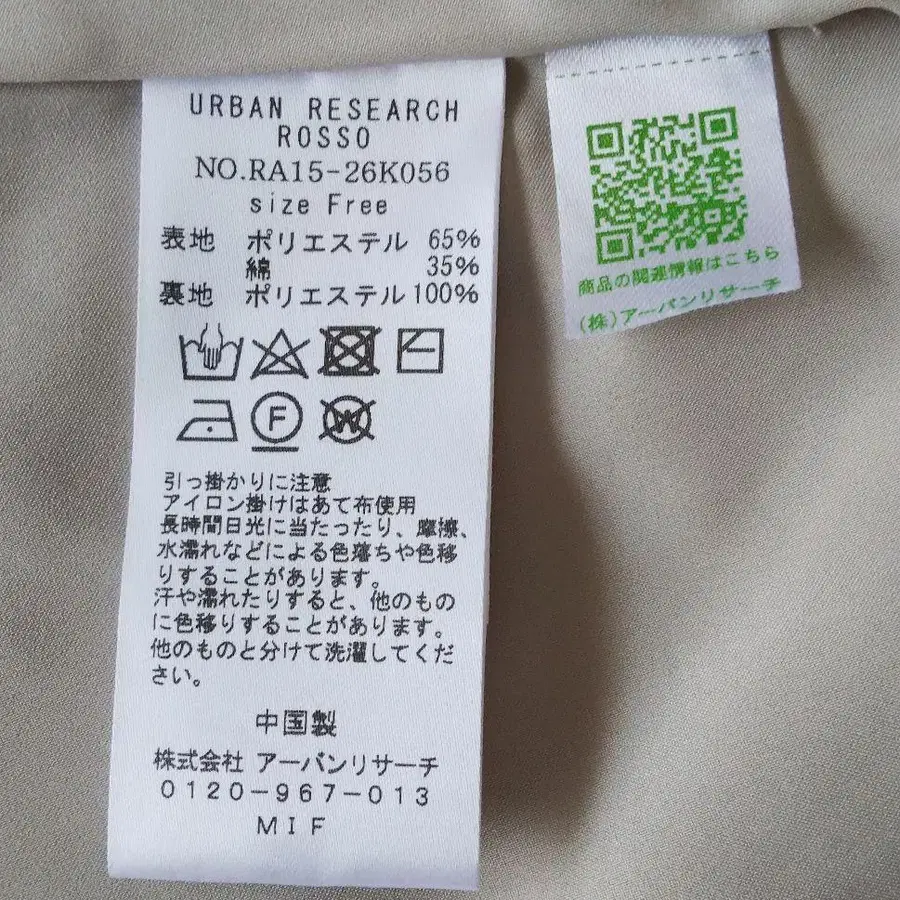 URBAN RESEARCH
ROSSO
NO.RA15-26K056
size Free
表地 ポリエステル 65%
綿 35%
裏地 ポリエステル 100%
F
W
引っ掛かりに注意
アイロン掛けはあて布使用
長時間日光に当たったり、摩擦、
水濡れなどによる色落ちや色移
りすることがあります。
汗や濡れたりすると、他のもの
に色移りすることがあります。
他のものと分けて洗濯してくだ
さい。
中国製
株式会社 アーバンリサーチ
0120-967-013
MIF
商品の関連情報はこちら
(株)アーバンリサーチ